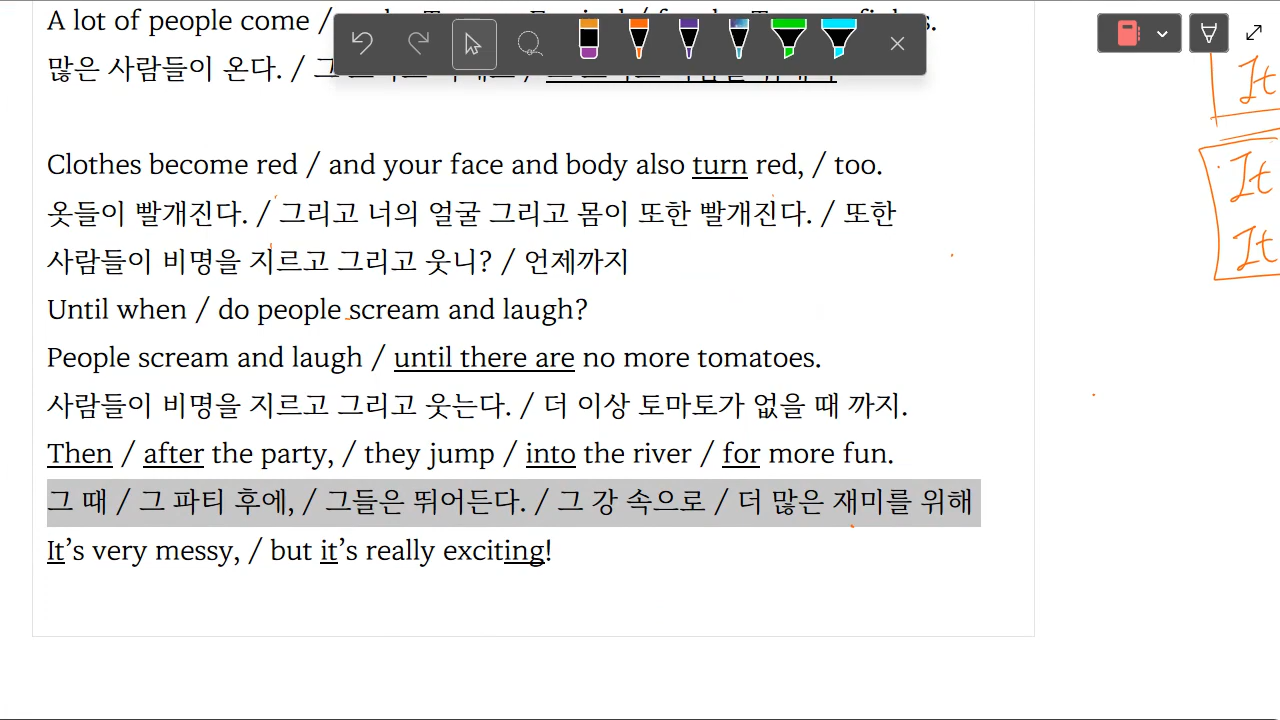 A lot of people come /
많은 사람들이 온다. / 그
Clothes become red / and your face and body also turn red, / too.
옷들이 빨개진다. / 그리고 너의 얼굴 그리고 몸이 또한 빨개진다. / 또한
사람들이 비명을 지르고 그리고 웃니? / 언제까지
Until when / do people scream and laugh?
People scream and laugh / until there are no more tomatoes.
사람들이 비명을 지르고 그리고 웃는다. / 더 이상 토마토가 없을 때 까지.
Then / after the party, / they jump / into the river / for more fun.
그 때 / 그 파티 후에, / 그들은 뛰어든다. / 그 강 속으로 / 더 많은 재미를 위해
It’s very messy, / but it’s really exciting!
It
It
It